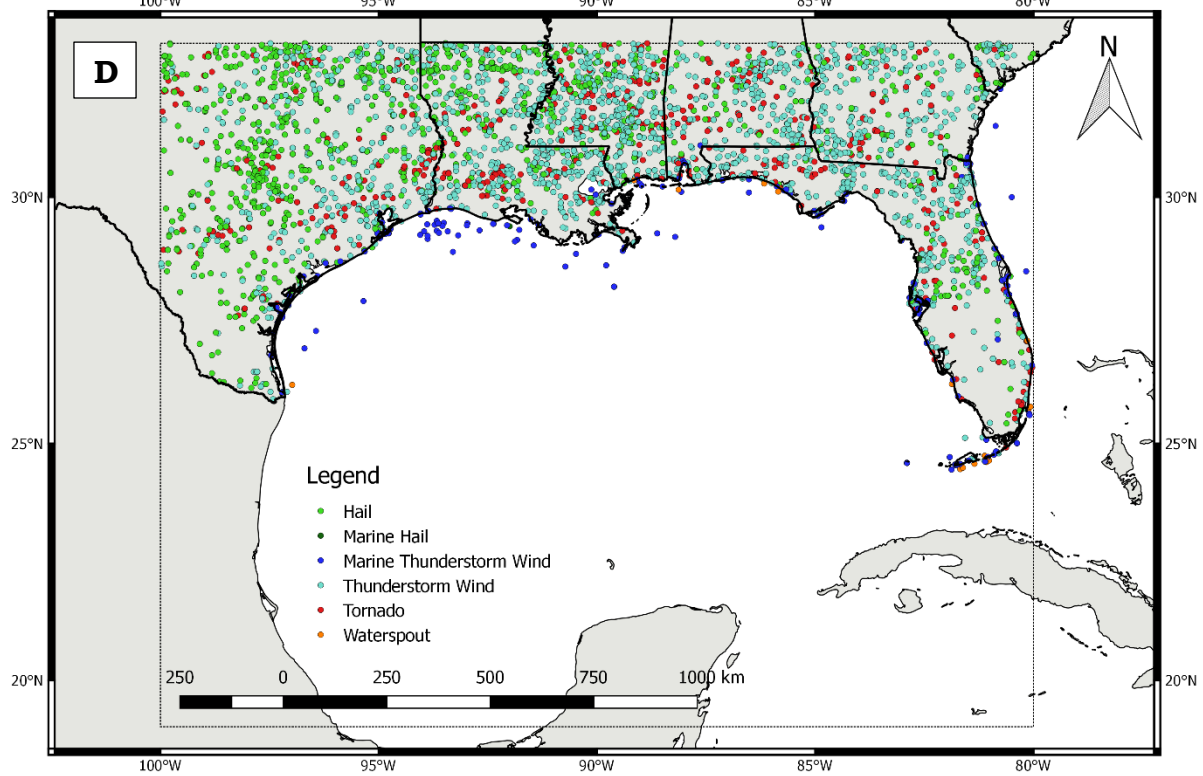 100°W 95°W 90°W 85°W 80°W
D
N
30°N 30°N
25°N 25°N
Legend
Hail
Marine Hail
Marine Thunderstorm Wind
Thunderstorm Wind
Tornado
Waterspout
250 0 250 500 750 1000 km
20°N 20°N
100°W 95°W 90°W 85°W 80°W